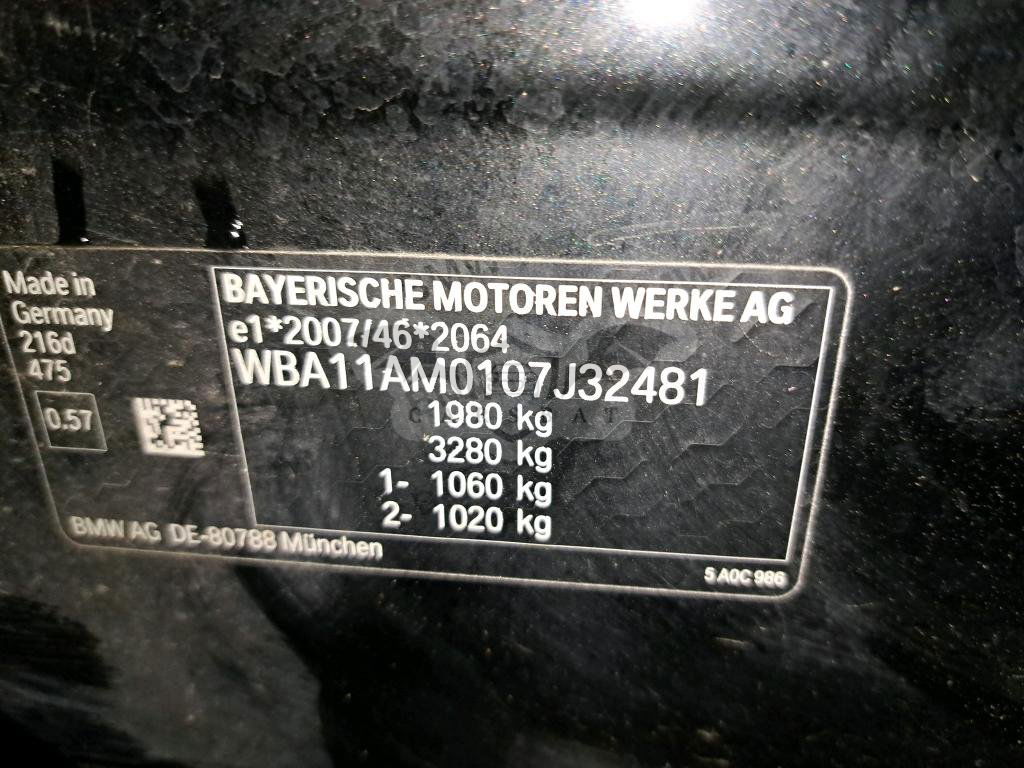 Made in
Germany
216d
475
0.57
BAYERISCHE MOTOREN WERKE AG
e1*2007/46*2064
WBA11AM0107J32481
1980 kg
3280 kg
1- 1060 kg
2- 1020 kg
BMW AG DE-80788 München
5 A0C 986